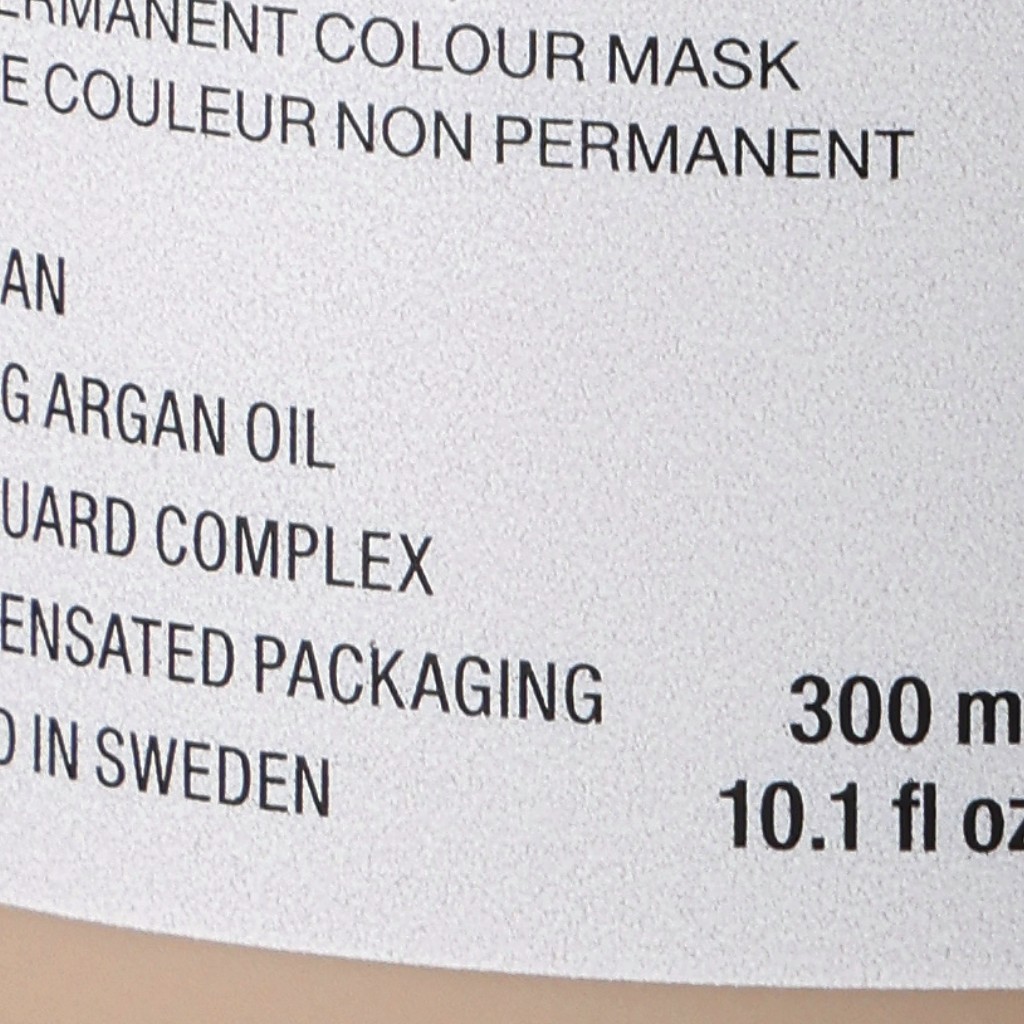 ERMANENT COLOUR MASK
E COULEUR NON PERMANENT
AN
G ARGAN OIL
UARD COMPLEX
ENSATED PACKAGING
D IN SWEDEN
300 m
10.1 fl oz